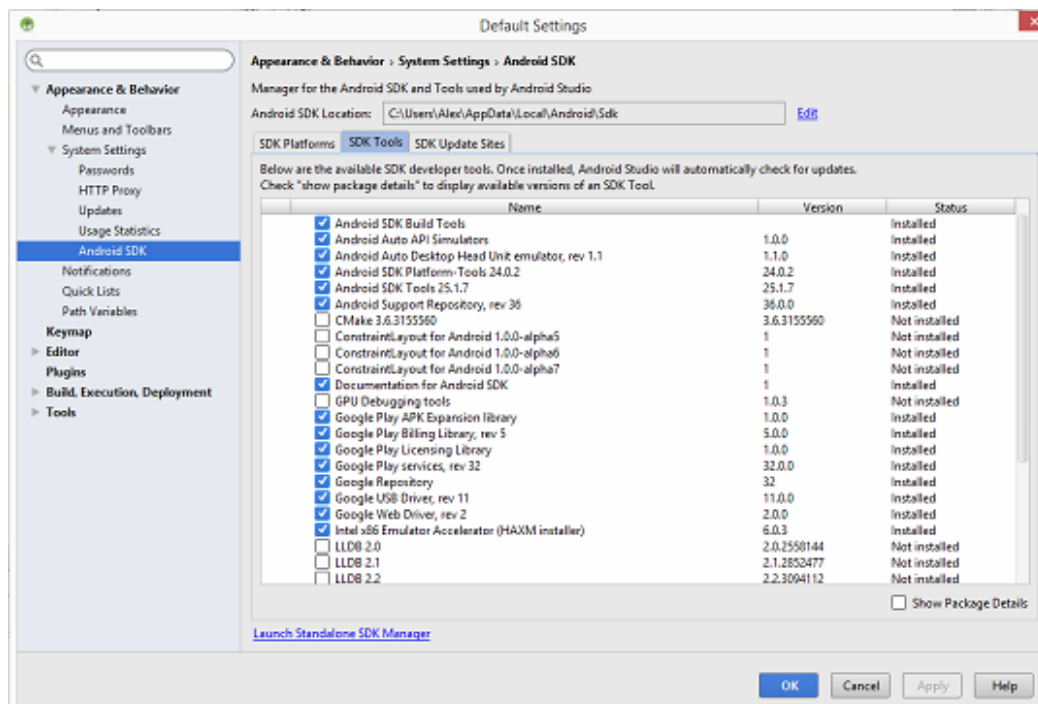 Default Settings
Appearance & Behavior › System Settings › Android SDK
Manager for the Android SDK and Tools used by Android Studio
Android SDK Location: C:\Users\Alex\AppData\Local\Android\Sdk Edit
Appearance & Behavior
Appearance
Menus and Toolbars
System Settings
Passwords
HTTP Proxy
Updates
Usage Statistics
Android SDK
Notifications
Quick Lists
Path Variables
Keymap
Editor
Plugins
Build, Execution, Deployment
Tools
SDK Platforms SDK Tools SDK Update Sites
Below are the available SDK developer tools. Once installed, Android Studio will automatically check for updates.
Check "show package details" to display available versions of an SDK Tool.
Name Version Status
Android SDK Build Tools Installed
Android Auto API Simulators 1.0.0 Installed
Android Auto Desktop Head Unit emulator, rev 1.1 1.1.0 Installed
Android SDK Platform-Tools 24.0.2 24.0.2 Installed
Android SDK Tools 25.1.7 25.1.7 Installed
Android Support Repository, rev 36 36.0.0 Installed
CMake 3.6.3155560 3.6.3155560 Not installed
ConstraintLayout for Android 1.0.0-alpha5 1 Not installed
ConstraintLayout for Android 1.0.0-alpha6 1 Not installed
ConstraintLayout for Android 1.0.0-alpha7 1 Not installed
Documentation for Android SDK 1 Installed
GPU Debugging tools 1.0.3 Not installed
Google Play APK Expansion library 1.0.0 Installed
Google Play Billing Library, rev 5 5.0.0 Installed
Google Play Licensing Library 1.0.0 Installed
Google Play services, rev 32 32.0.0 Installed
Google Repository 32 Installed
Google USB Driver, rev 11 11.0.0 Installed
Google Web Driver, rev 2 2.0.0 Installed
Intel x86 Emulator Accelerator (HAXM installer) 6.0.3 Installed
LLDB 2.0 2.0.2558144 Not installed
LLDB 2.1 2.1.2852477 Not installed
LLDB 2.2 2.2.3094112 Not installed
Show Package Details
Launch Standalone SDK Manager
OK Cancel Apply Help